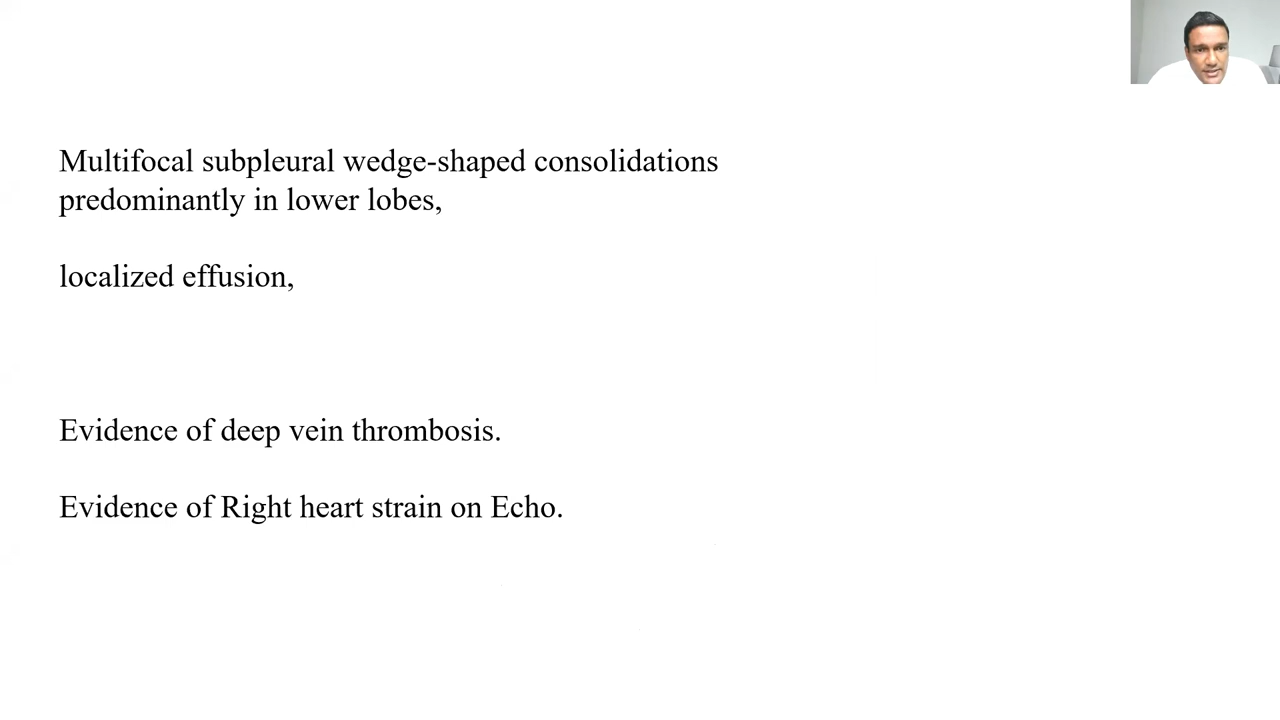 Multifocal subpleural wedge-shaped consolidations
predominantly in lower lobes,
localized effusion,
Evidence of deep vein thrombosis.
Evidence of Right heart strain on Echo.